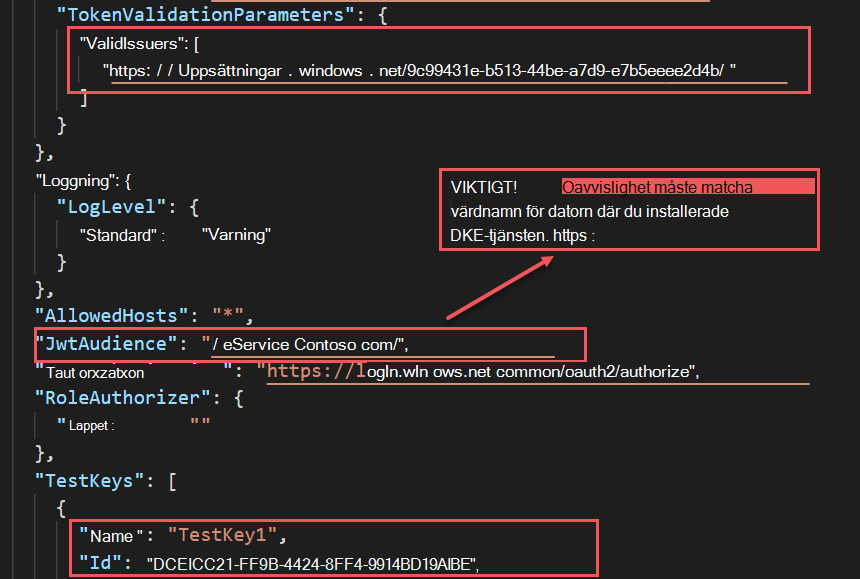 "TokenValidationParameters": {
"ValidIssuers": [
"https: / / Uppsättningar . windows . net/9c99431e-b513-44be-a7d9-e7b5eeee2d4b/ "
]
}
},
"Loggning": {
"LogLevel": {
"Standard" : "Varning"
}
},
VIKTIGT! Oavvislighet måste matcha
värdnamn för datorn där du installerade
DKE-tjänsten. https :
"AllowedHosts": "*",
"JwtAudience": "/ eService Contoso com/",
"Taut orxzatxon ": "https://logln.wln ows.net common/oauth2/authorize",
"RoleAuthorizer": {
" Lappet : ""
},
"TestKeys": [
{
"Name ": "TestKey1",
"Id": "DCEICC21-FF9B-4424-8FF4-9914BD19AIBE",